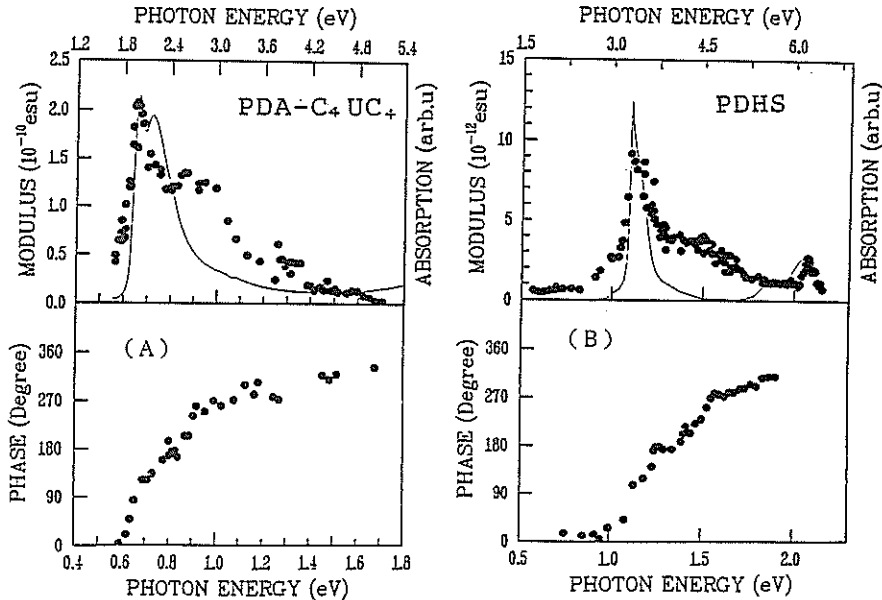 PHOTON ENERGY (eV)
1.2 1.8 2.4 3.0 3.6 4.2 4.8 5.4
2.5
2.0
1.5
1.0
0.5
0.0
MODULUS (10⁻¹⁰esu)
PDA-C₄UC₄
ABSORPTION (arb.u)
360
270
180
90
0
PHASE (Degree)
(A)
0.4 0.6 0.8 1.0 1.2 1.4 1.6 1.8
PHOTON ENERGY (eV)
PHOTON ENERGY (eV)
1.5 3.0 4.5 6.0
15
12
9
6
3
0
MODULUS (10⁻¹²esu)
PDHS
ABSORPTION (arb.u)
360
270
180
90
0
PHASE (Degree)
(B)
0.5 1.0 1.5 2.0
PHOTON ENERGY (eV)